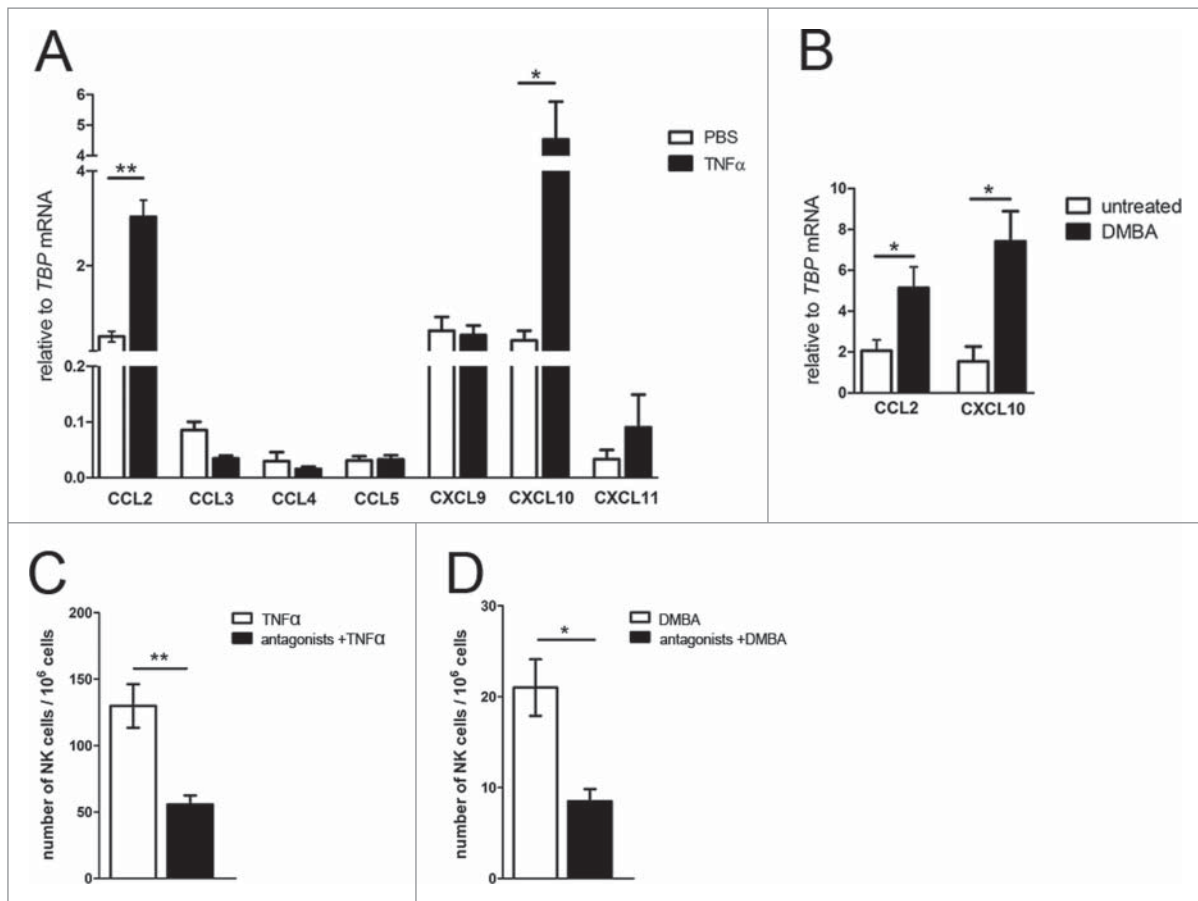 A
relative to TBP mRNA
6
5
4
4
2
0.2
0.1
0.0
**
*
PBS
TNFα
CCL2 CCL3 CCL4 CCL5 CXCL9 CXCL10 CXCL11
B
relative to TBP mRNA
10
8
6
4
2
0
*
*
untreated
DMBA
CCL2 CXCL10
C
number of NK cells / 10⁶ cells
200
150
100
50
0
**
TNFα
antagonists +TNFα
D
number of NK cells / 10⁶ cells
30
20
10
0
*
DMBA
antagonists +DMBA